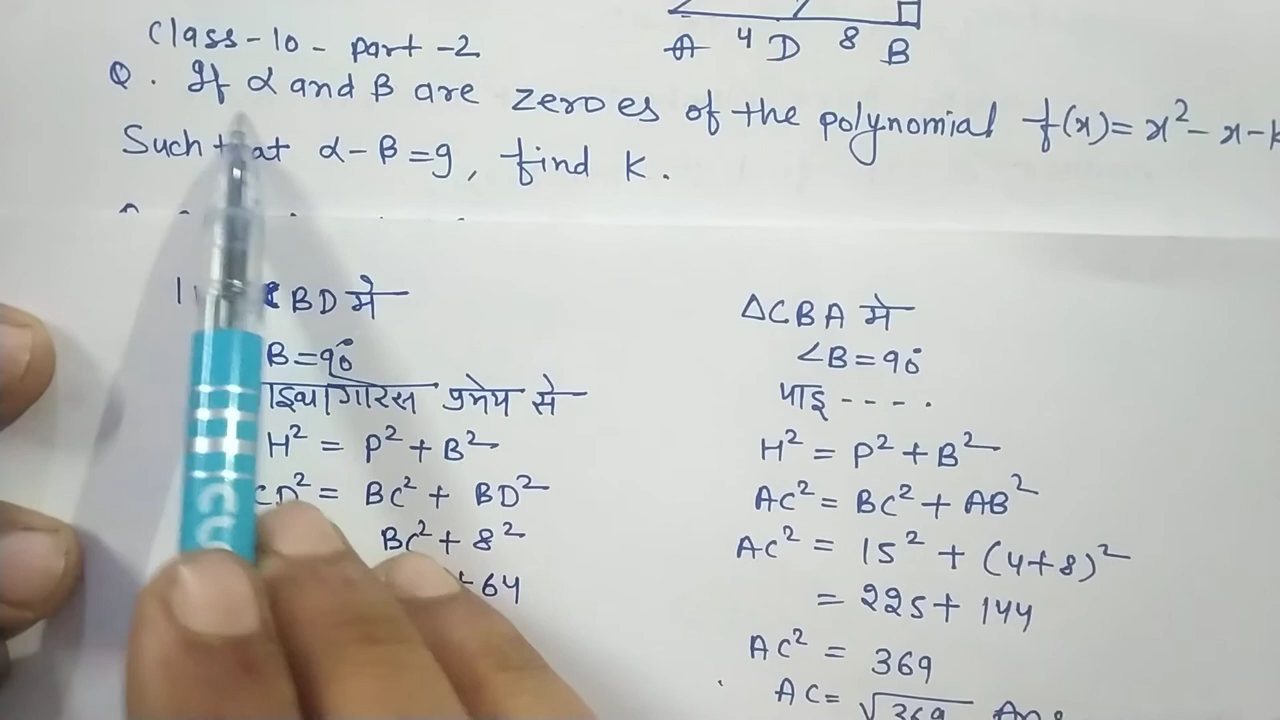 A 4 D 8 B
Class-10- part-2
Q. If α and β are zeroes of the polynomial f(x)= x²- x-k
Such that α-β=9, find k.
BD मे
B=90°
पाइथागोरस प्रमेय से
H² = P²+B²
CD² = BC² + BD²
BC²+8²
+64
ΔCBA मे
∠B=90°
पाइ ----.
H² = P²+B²
AC² = BC² + AB²
AC² = 15² + (4+8)²
= 225+ 144
AC² = 369
AC= √369 Ans